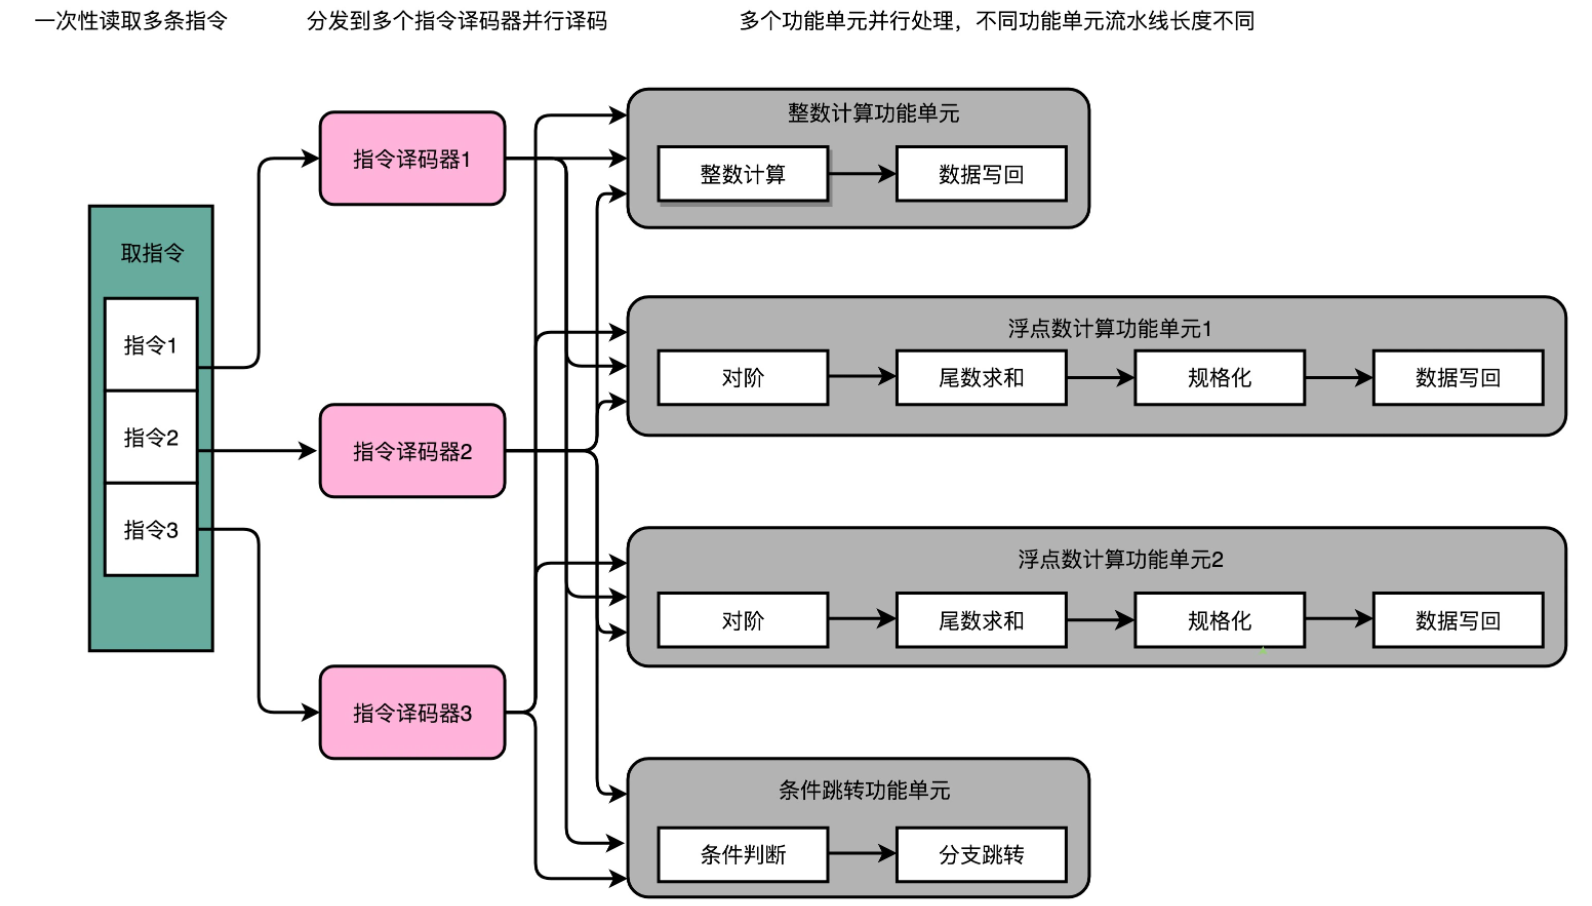 一次性读取多条指令
分发到多个指令译码器并行译码
多个功能单元并行处理，不同功能单元流水线长度不同
取指令
指令1
指令2
指令3
指令译码器1
指令译码器2
指令译码器3
整数计算功能单元
整数计算
数据写回
浮点数计算功能单元1
对阶
尾数求和
规格化
数据写回
浮点数计算功能单元2
对阶
尾数求和
规格化
数据写回
条件跳转功能单元
条件判断
分支跳转